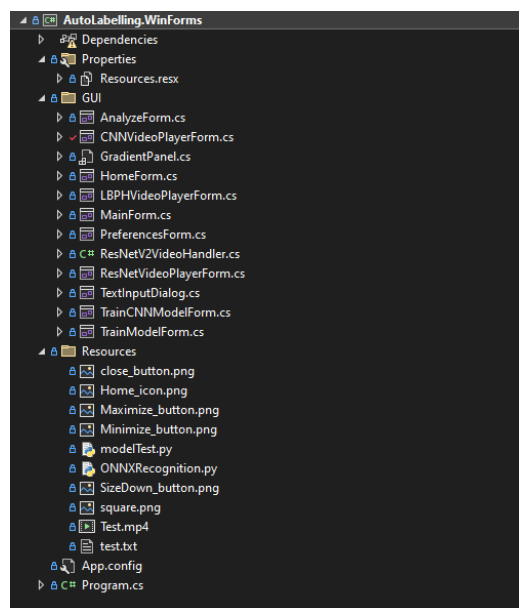 C# AutoLabelling.WinForms
Dependencies
Properties
Resources.resx
GUI
AnalyzeForm.cs
CNNVideoPlayerForm.cs
GradientPanel.cs
HomeForm.cs
LBPHVideoPlayerForm.cs
MainForm.cs
PreferencesForm.cs
C# ResNetV2VideoHandler.cs
ResNetVideoPlayerForm.cs
TextInputDialog.cs
TrainCNNModelForm.cs
TrainModelForm.cs
Resources
close_button.png
Home_icon.png
Maximize_button.png
Minimize_button.png
modelTest.py
ONNXRecognition.py
SizeDown_button.png
square.png
Test.mp4
test.txt
App.config
C# Program.cs